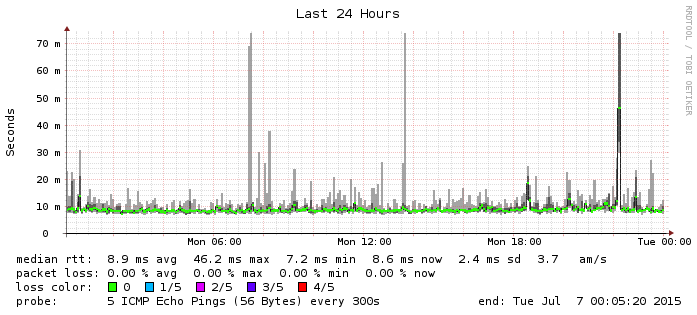 Last 24 Hours
RRDTOOL / TOBI OETIKER
Seconds
70 m
60 m
50 m
40 m
30 m
20 m
10 m
0
Mon 06:00 Mon 12:00 Mon 18:00 Tue 00:00
median rtt: 8.9 ms avg 46.2 ms max 7.2 ms min 8.6 ms now 2.4 ms sd 3.7 am/s
packet loss: 0.00 % avg 0.00 % max 0.00 % min 0.00 % now
loss color: 0 1/5 2/5 3/5 4/5
probe: 5 ICMP Echo Pings (56 Bytes) every 300s end: Tue Jul 7 00:05:20 2015